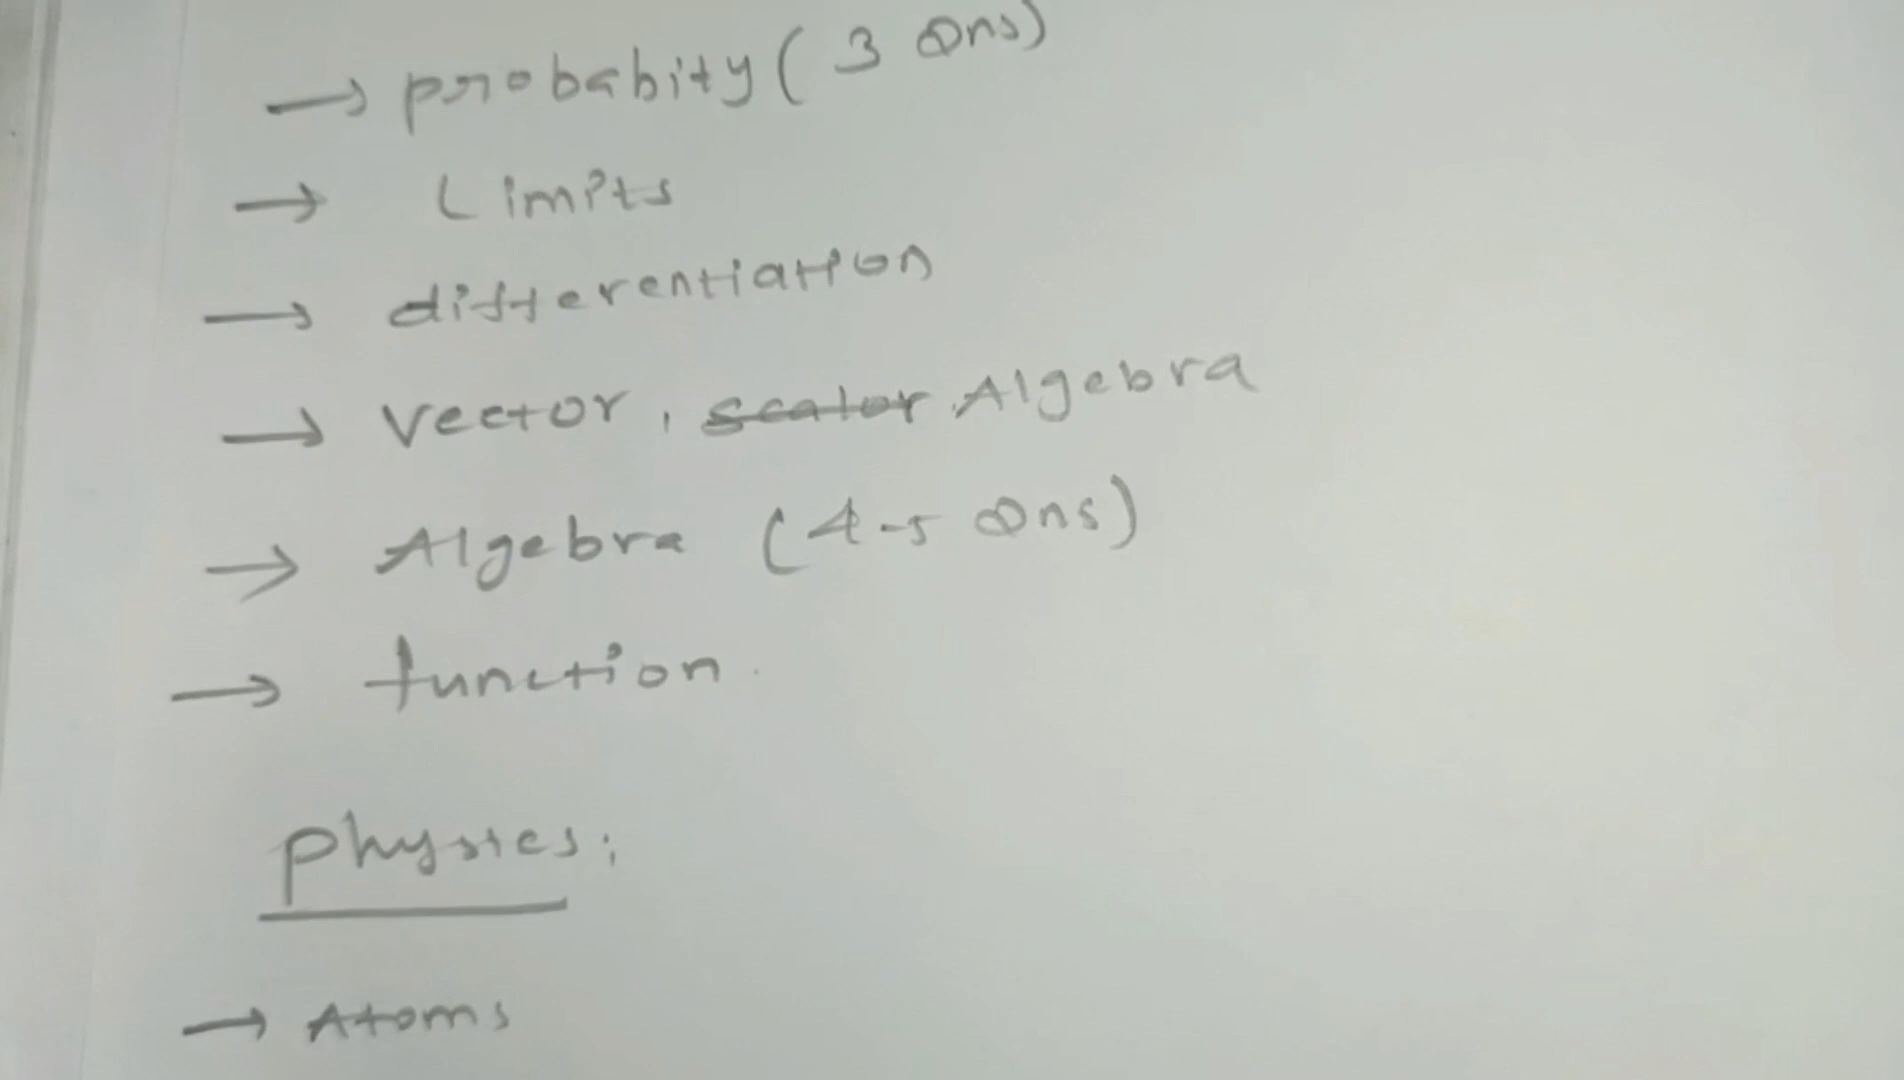 → probabity ( 3 Qns)
→ Limits
→ differentiation
→ Vector, scalar Algebra
→ Algebra (4-5 Qns)
→ function
physics:
→ Atoms